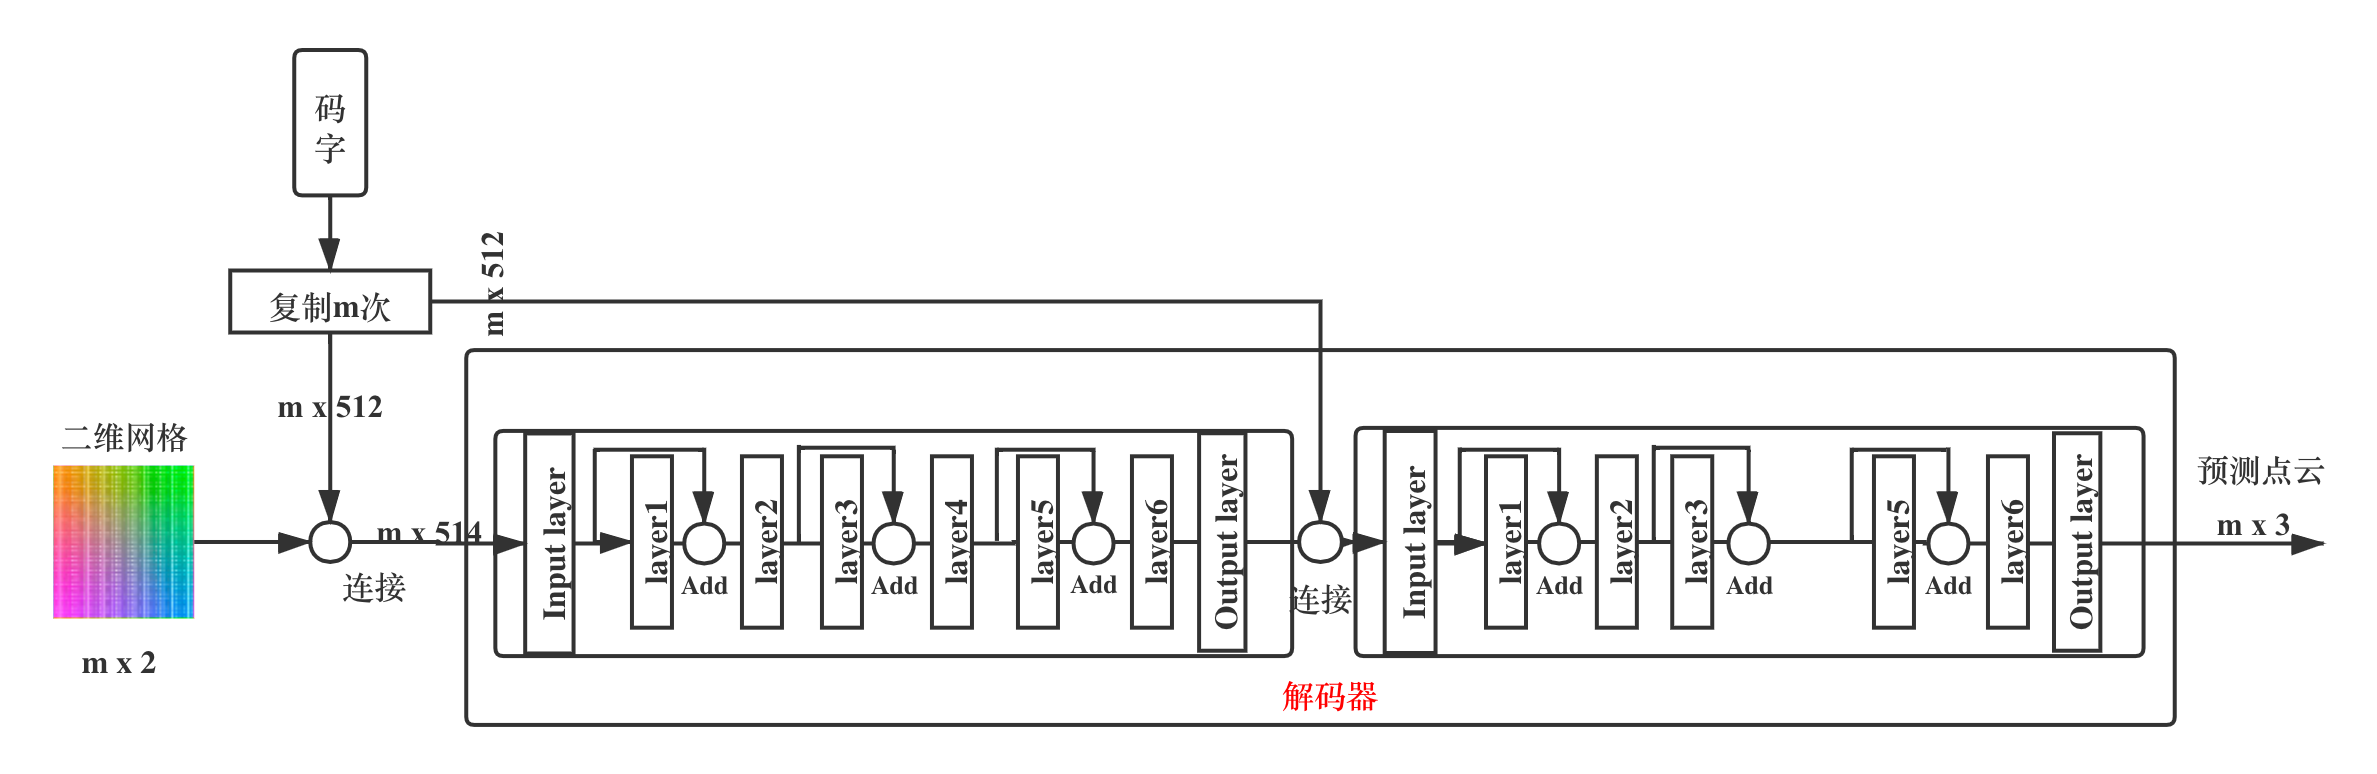 码
字
复制m次
m x 512
m x 512
二维网格
m x 2
连接
m x 514
Input layer
layer1
Add
layer2
layer3
Add
layer4
layer5
Add
layer6
Output layer
连接
Input layer
layer1
Add
layer2
layer3
Add
layer5
Add
layer6
Output layer
解码器
预测点云
m x 3